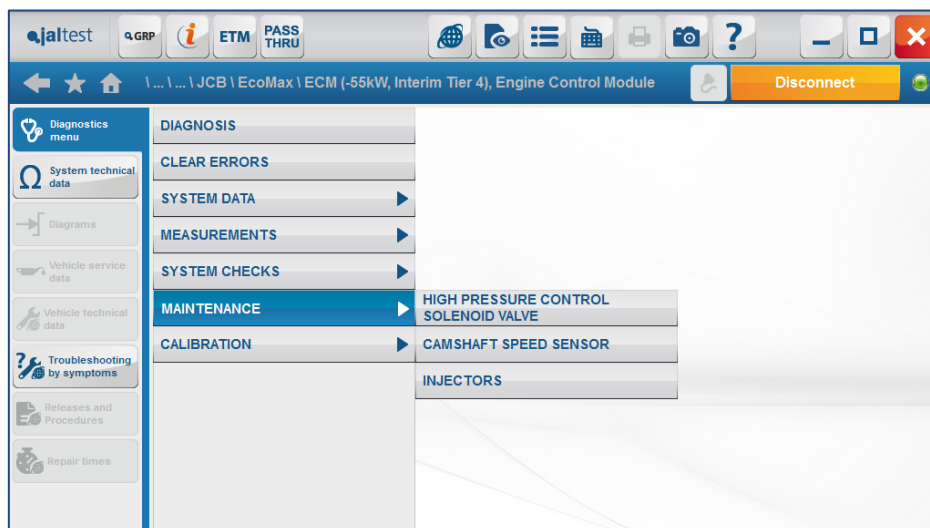 jaltest
GRP
i
ETM
PASS
THRU
?
\ ... \ ... \ JCB \ EcoMax \ ECM (-55kW, Interim Tier 4), Engine Control Module
Disconnect
Diagnostics
menu
System technical
data
Diagrams
Vehicle service
data
Vehicle technical
data
Troubleshooting
by symptoms
Releases and
Procedures
Repair times
DIAGNOSIS
CLEAR ERRORS
SYSTEM DATA
MEASUREMENTS
SYSTEM CHECKS
MAINTENANCE
CALIBRATION
HIGH PRESSURE CONTROL
SOLENOID VALVE
CAMSHAFT SPEED SENSOR
INJECTORS